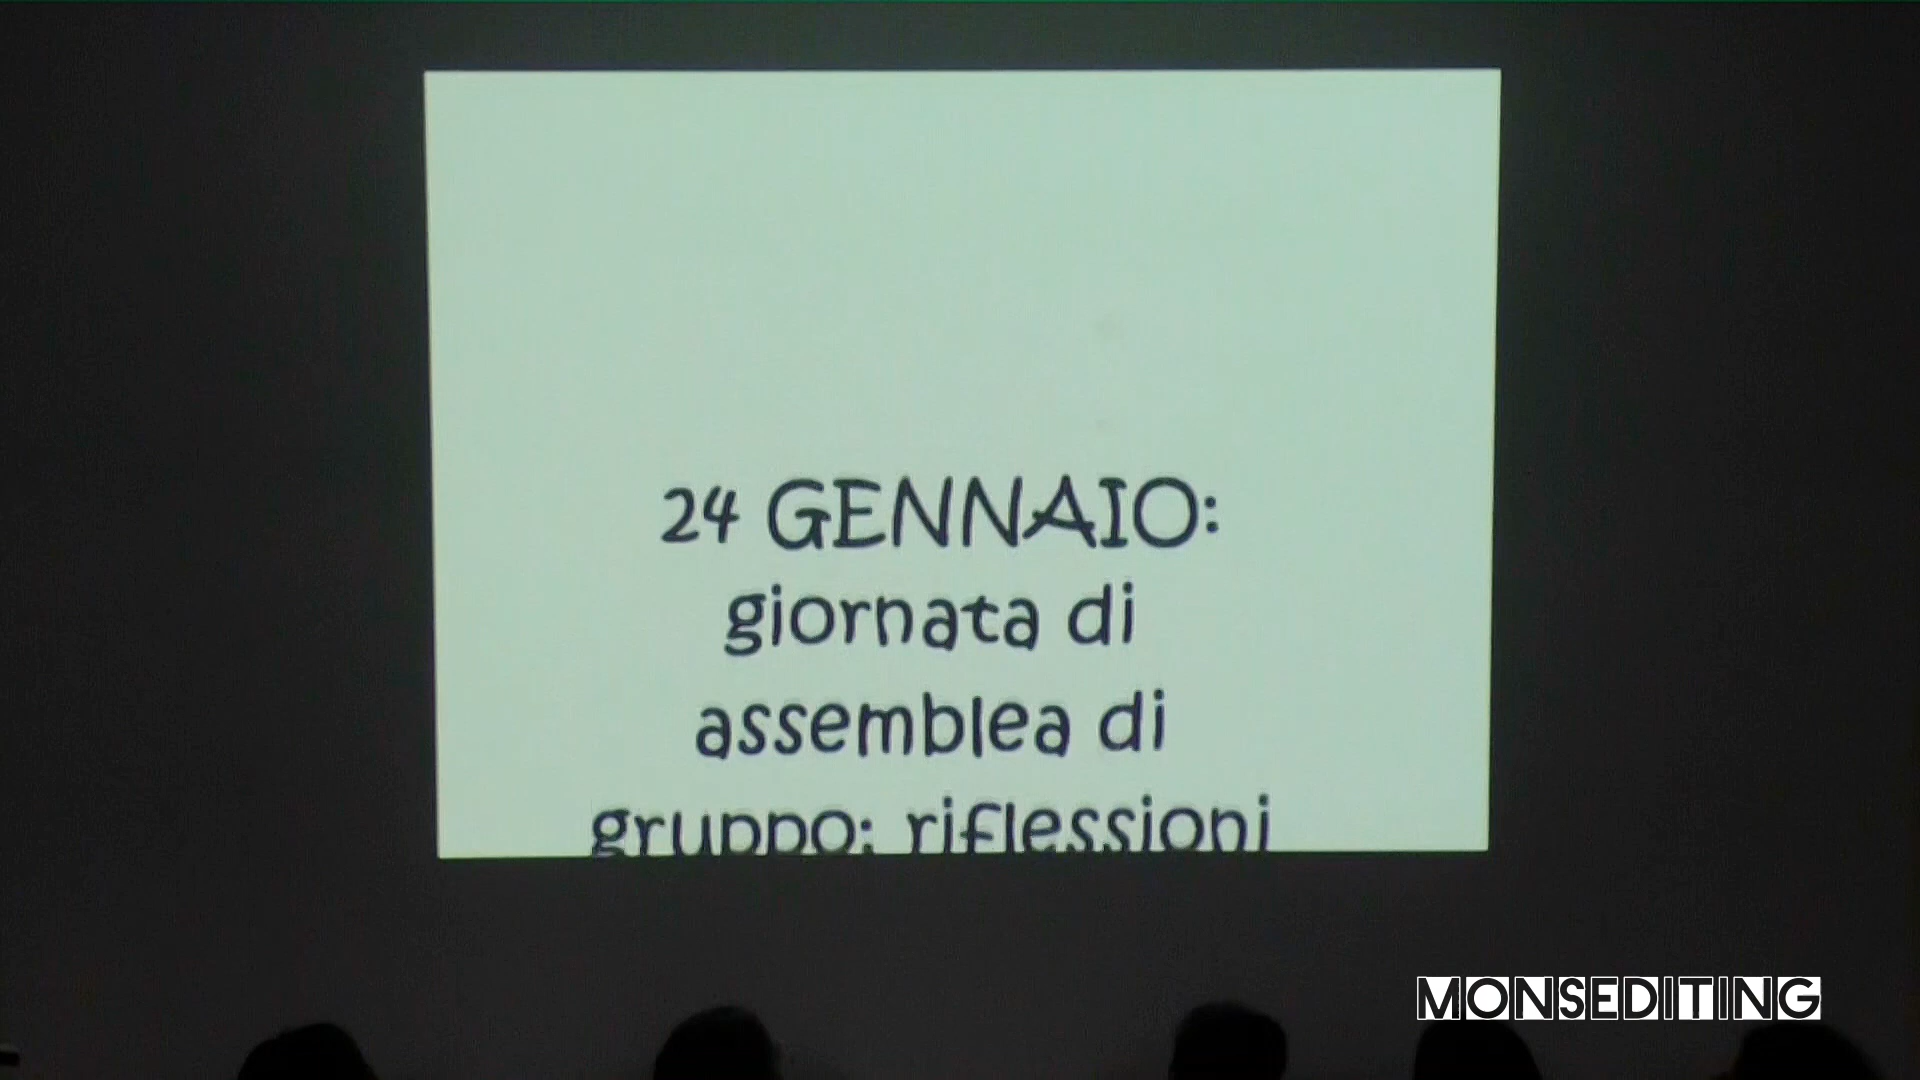 24 GENNAIO:
giornata di
assemblea di
gruppo: riflessioni
MONSEDITING